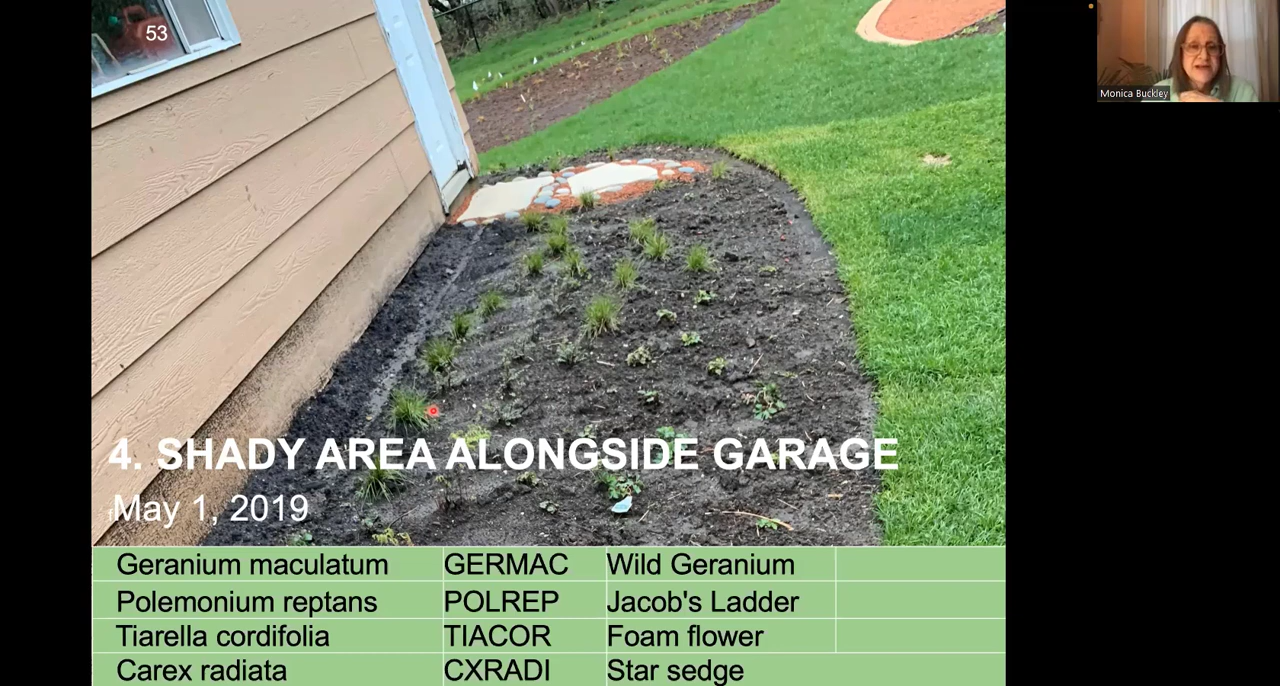 53
Monica Buckley
4. SHADY AREA ALONGSIDE GARAGE
May 1, 2019
Geranium maculatum GERMAC Wild Geranium
Polemonium reptans POLREP Jacob's Ladder
Tiarella cordifolia TIACOR Foam flower
Carex radiata CXRADI Star sedge